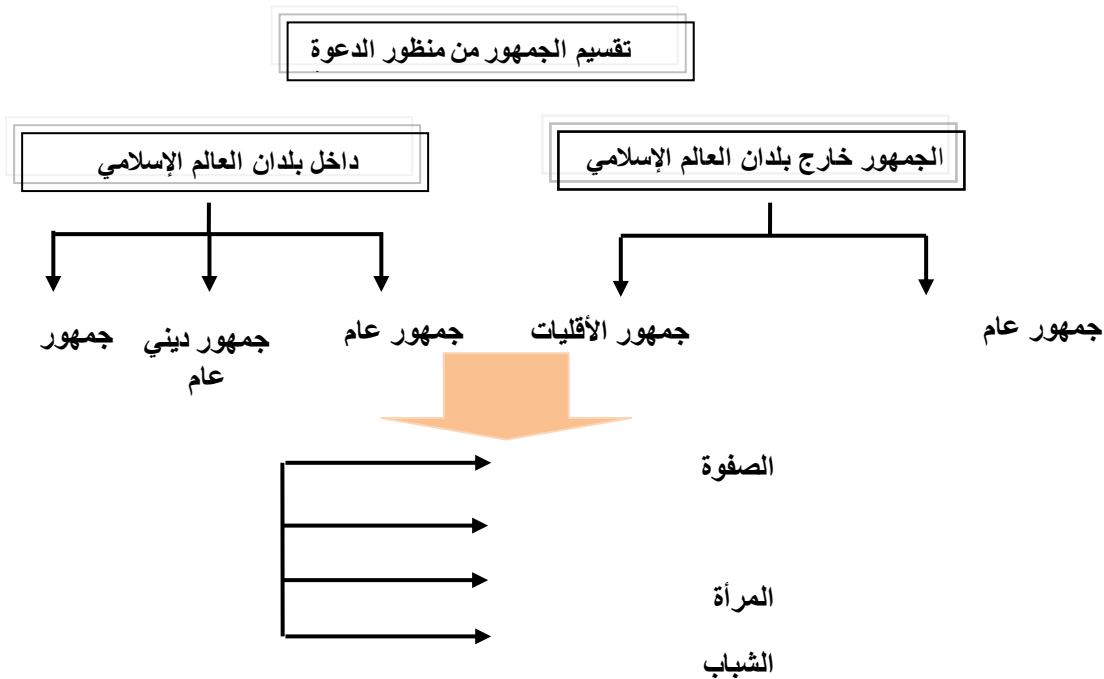 تقسيم الجمهور من منظور الدعوة
الجمهور خارج بلدان العالم الإسلامي
داخل بلدان العالم الإسلامي
جمهور عام
جمهور الأقليات
جمهور عام
جمهور ديني
عام
جمهور
الصفوة
المرأة
الشباب